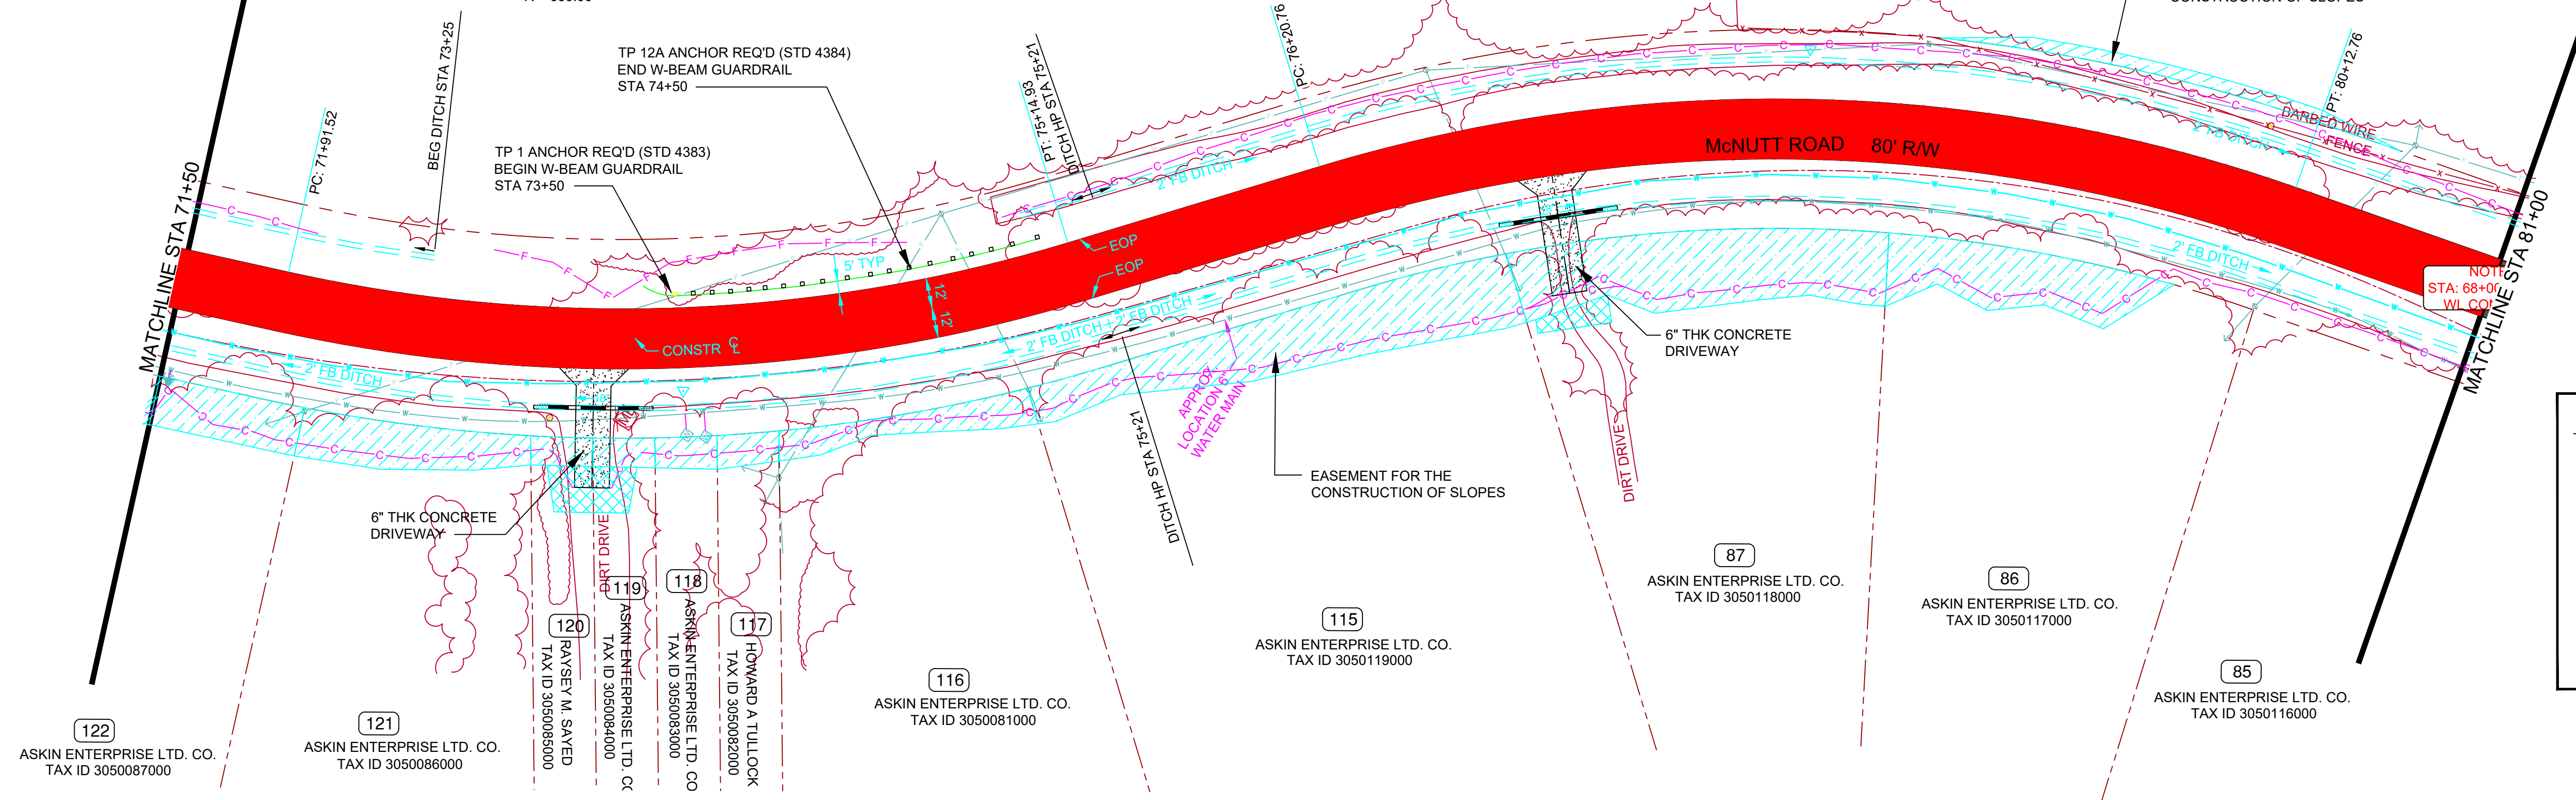 CONSTRUCTION OF SLOPES
MATCHLINE STA 71+50
PC: 71+91.52
BEG DITCH STA 73+25
TP 12A ANCHOR REQ'D (STD 4384)
END W-BEAM GUARDRAIL
STA 74+50
TP 1 ANCHOR REQ'D (STD 4383)
BEGIN W-BEAM GUARDRAIL
STA 73+50
PT: 75+14.93
DITCH HP STA 75+21
PC: 76+20.76
2' FB DITCH
McNUTT ROAD 80' R/W
2' FB DITCH
BARBED WIRE
FENCE
PT: 80+12.76
MATCHLINE STA 81+00
STA: 68+00
5' TYP
EOP
EOP
12'
12'
CONSTR CL
2' FB DITCH
2' FB DITCH
2' FB DITCH
2' FB DITCH
6" THK CONCRETE
DRIVEWAY
APPROX
LOCATION 6"
WATER MAIN
DITCH HP STA 75+21
EASEMENT FOR THE
CONSTRUCTION OF SLOPES
DIRT DRIVE
6" THK CONCRETE
DRIVEWAY
DIRT DRIVE
122
ASKIN ENTERPRISE LTD. CO.
TAX ID 3050087000
121
ASKIN ENTERPRISE LTD. CO.
TAX ID 3050086000
120
RAYSEY M. SAYED
TAX ID 3050085000
119
ASKIN ENTERPRISE LTD. CO
TAX ID 3050084000
118
ASKIN ENTERPRISE LTD. CO
TAX ID 3050083000
117
HOWARD A TULLOCK
TAX ID 3050082000
116
ASKIN ENTERPRISE LTD. CO.
TAX ID 3050081000
115
ASKIN ENTERPRISE LTD. CO.
TAX ID 3050119000
87
ASKIN ENTERPRISE LTD. CO.
TAX ID 3050118000
86
ASKIN ENTERPRISE LTD. CO.
TAX ID 3050117000
85
ASKIN ENTERPRISE LTD. CO.
TAX ID 3050116000